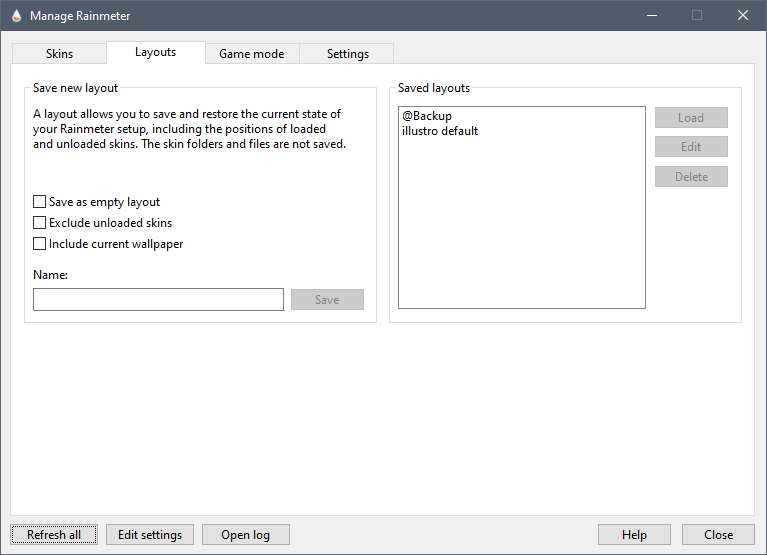 Manage Rainmeter
Skins
Layouts
Game mode
Settings
Save new layout
A layout allows you to save and restore the current state of
your Rainmeter setup, including the positions of loaded
and unloaded skins. The skin folders and files are not saved.
Save as empty layout
Exclude unloaded skins
Include current wallpaper
Name:
Save
Saved layouts
@Backup
illustro default
Load
Edit
Delete
Refresh all
Edit settings
Open log
Help
Close